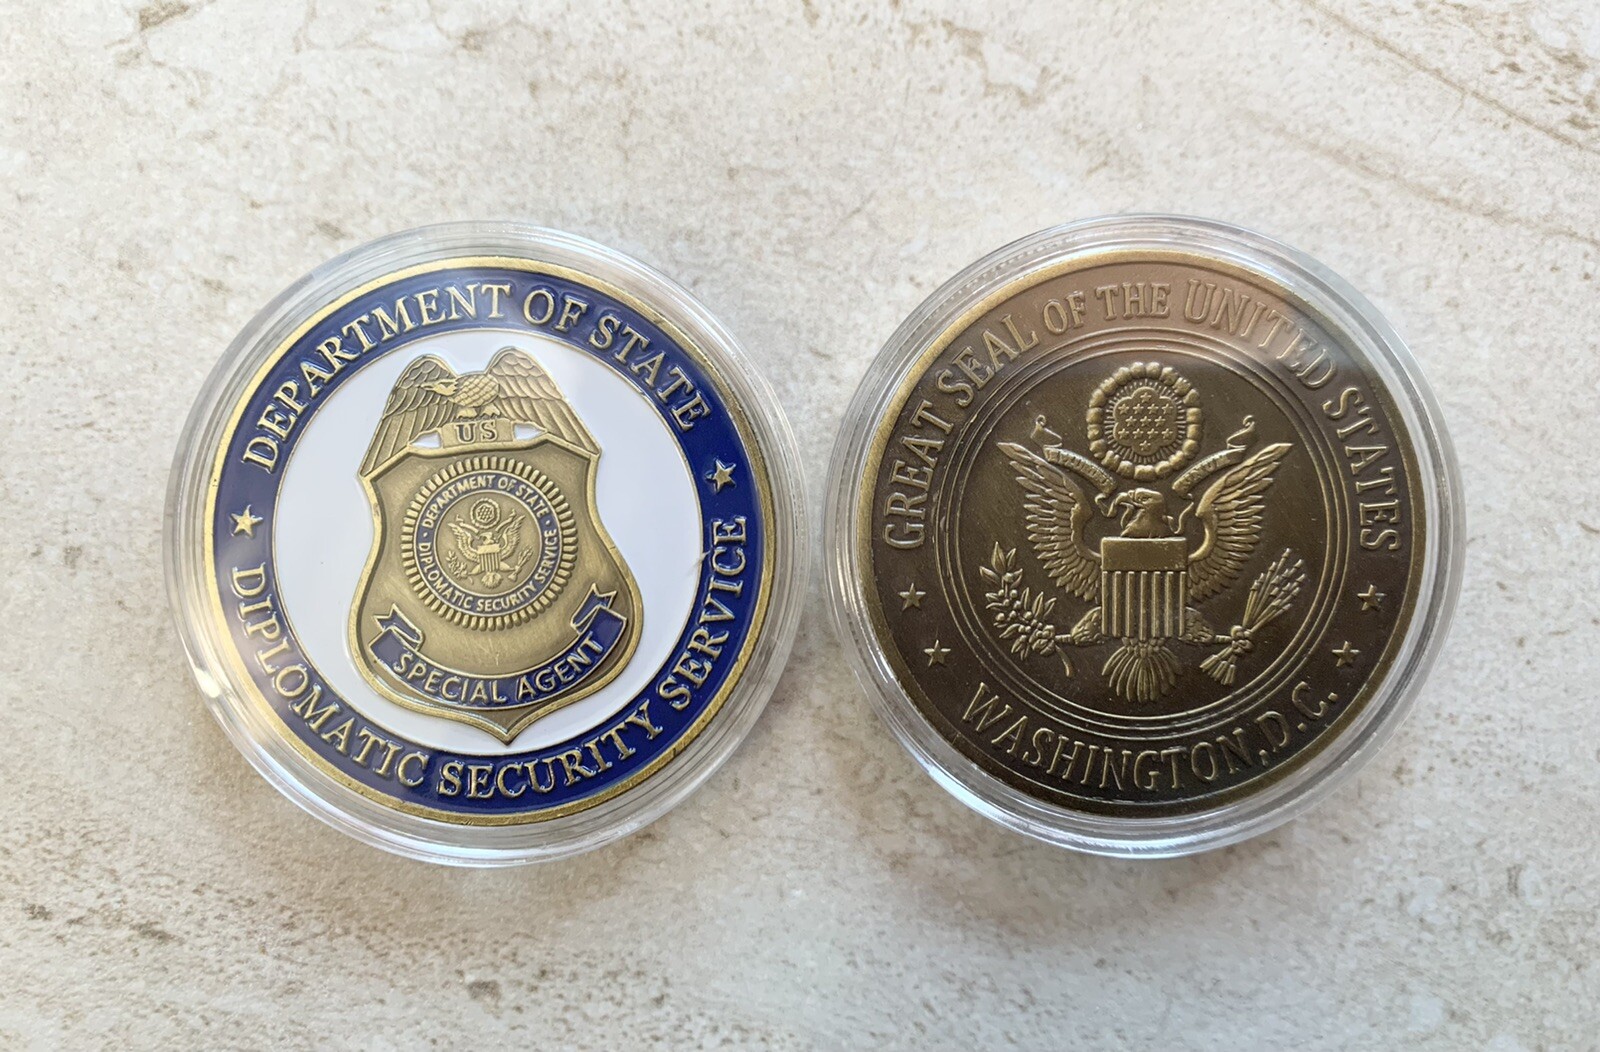 DEPARTMENT OF STATE
US
DEPARTMENT OF STATE
DIPLOMATIC SECURITY SERVICE
SPECIAL AGENT
DIPLOMATIC SECURITY SERVICE
GREAT SEAL OF THE UNITED STATES
WASHINGTON, D.C.